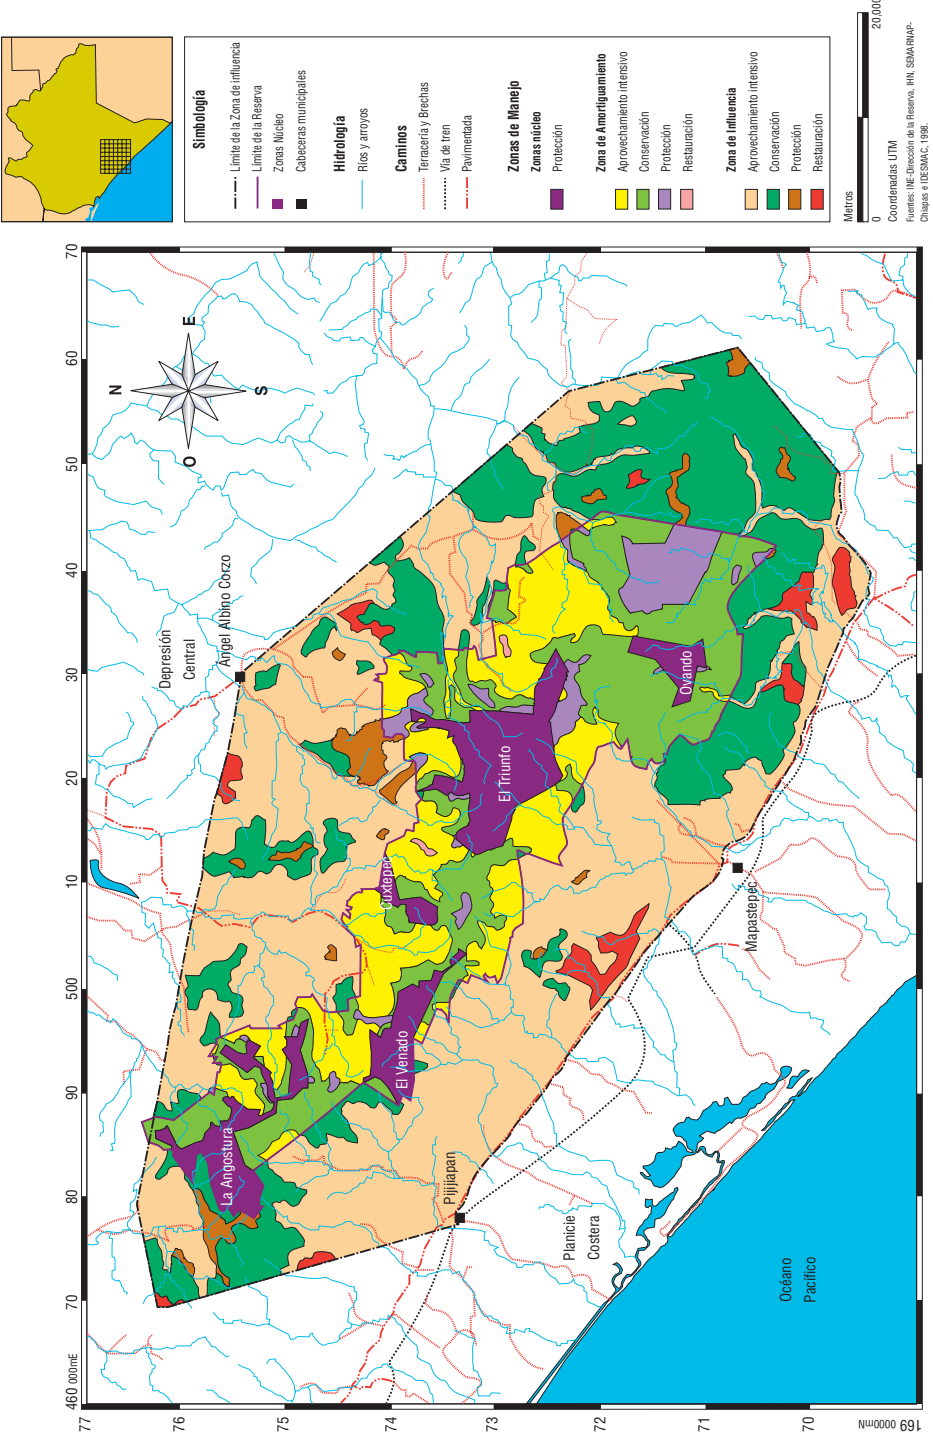 Simbología
Límite de la Zona de influencia
Límite de la Reserva
Zonas Núcleo
Cabeceras municipales
Hidrología
Ríos y arroyos
Caminos
Terracería y Brechas
Vía de tren
Pavimentada
Zonas de Manejo
Zonas núcleo
Protección
Zona de Amortiguamiento
Aprovechamiento intensivo
Conservación
Protección
Restauración
Zona de Influencia
Aprovechamiento intensivo
Conservación
Protección
Restauración
Metros
0
20,000
Coordenadas UTM
Fuentes: INE-Dirección de la Reserva, IHN, SEMARNAP-
Chiapas e IDESMAC, 1998.
N
E
S
O
460 000mE
70
80
90
500
10
20
30
40
50
60
70
77
76
75
74
73
72
71
70
169 0000mN
Depresión
Central
Ángel Albino Corzo
La Angostura
El Venado
Cuxtepec
El Triunfo
Ovando
Pijijiapan
Mapastepec
Planicie
Costera
Océano
Pacífico